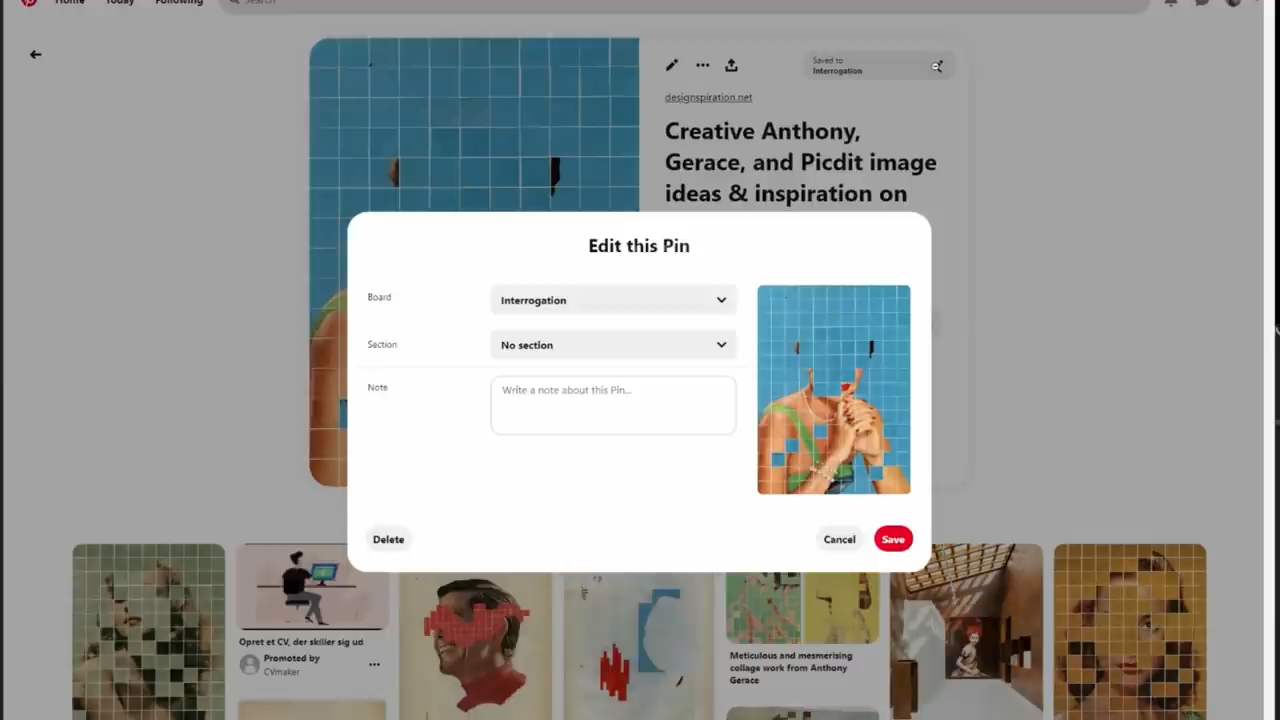 Home Today Following Search
Saved to
Interrogation
designspiration.net
Creative Anthony,
Gerace, and Picdit image
ideas & inspiration on
Edit this Pin
Board
Interrogation
Section
No section
Note
Write a note about this Pin...
Delete
Cancel
Save
Opret et CV, der skiller sig ud
Promoted by
CVmaker
Meticulous and mesmerising
collage work from Anthony
Gerace